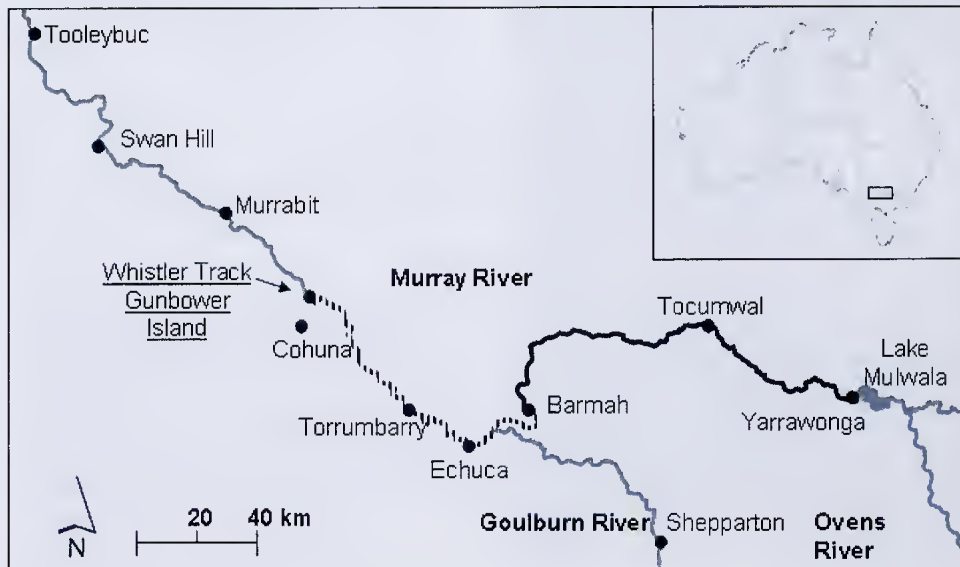 Tooleybuc
Swan Hill
Murrabit
Whistler Track
Gunbower
Island
Murray River
Cohuna
Tocumwal
Lake
Mulwala
Barmah
Yarrawonga
Torrumbarry
Echuca
20 40 km
N
Goulburn River
Shepparton
Ovens
River